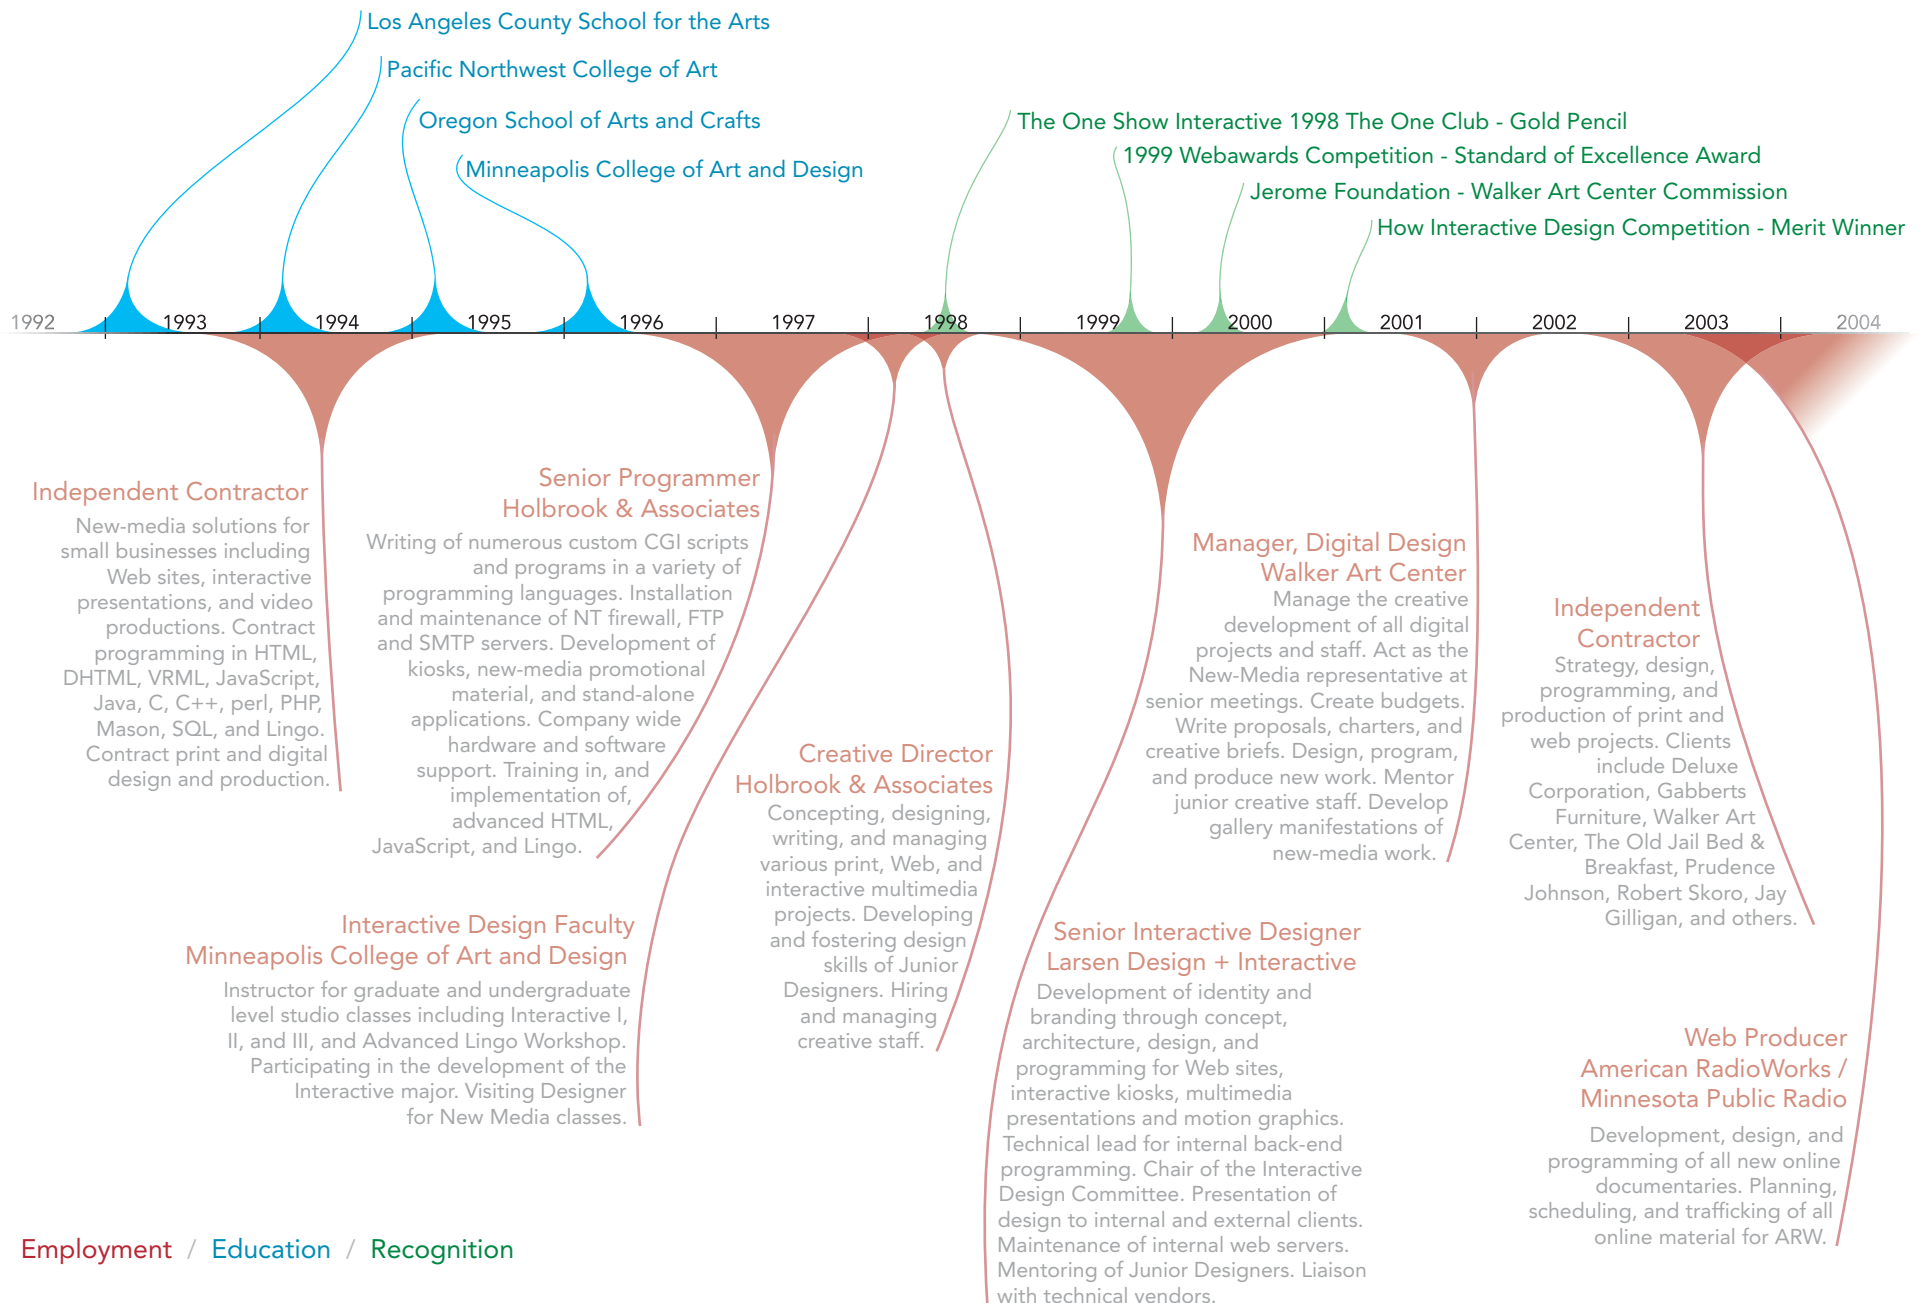 Los Angeles County School for the Arts
Pacific Northwest College of Art
Oregon School of Arts and Crafts
Minneapolis College of Art and Design
The One Show Interactive 1998 The One Club - Gold Pencil
1999 Webawards Competition - Standard of Excellence Award
Jerome Foundation - Walker Art Center Commission
How Interactive Design Competition - Merit Winner
1992 1993 1994 1995 1996 1997 1998 1999 2000 2001 2002 2003 2004
Independent Contractor
New-media solutions for
small businesses including
Web sites, interactive
presentations, and video
productions. Contract
programming in HTML,
DHTML, VRML, JavaScript,
Java, C, C++, perl, PHP,
Mason, SQL, and Lingo.
Contract print and digital
design and production.
Senior Programmer
Holbrook & Associates
Writing of numerous custom CGI scripts
and programs in a variety of
programming languages. Installation
and maintenance of NT firewall, FTP
and SMTP servers. Development of
kiosks, new-media promotional
material, and stand-alone
applications. Company wide
hardware and software
support. Training in, and
implementation of,
advanced HTML,
JavaScript, and Lingo.
Interactive Design Faculty
Minneapolis College of Art and Design
Instructor for graduate and undergraduate
level studio classes including Interactive I,
II, and III, and Advanced Lingo Workshop.
Participating in the development of the
Interactive major. Visiting Designer
for New Media classes.
Creative Director
Holbrook & Associates
Concepting, designing,
writing, and managing
various print, Web, and
interactive multimedia
projects. Developing
and fostering design
skills of Junior
Designers. Hiring
and managing
creative staff.
Senior Interactive Designer
Larsen Design + Interactive
Development of identity and
branding through concept,
architecture, design, and
programming for Web sites,
interactive kiosks, multimedia
presentations and motion graphics.
Technical lead for internal back-end
programming. Chair of the Interactive
Design Committee. Presentation of
design to internal and external clients.
Maintenance of internal web servers.
Mentoring of Junior Designers. Liaison
with technical vendors.
Manager, Digital Design
Walker Art Center
Manage the creative
development of all digital
projects and staff. Act as the
New-Media representative at
senior meetings. Create budgets.
Write proposals, charters, and
creative briefs. Design, program,
and produce new work. Mentor
junior creative staff. Develop
gallery manifestations of
new-media work.
Independent
Contractor
Strategy, design,
programming, and
production of print and
web projects. Clients
include Deluxe
Corporation, Gabberts
Furniture, Walker Art
Center, The Old Jail Bed &
Breakfast, Prudence
Johnson, Robert Skoro, Jay
Gilligan, and others.
Web Producer
American RadioWorks /
Minnesota Public Radio
Development, design, and
programming of all new online
documentaries. Planning,
scheduling, and trafficking of all
online material for ARW.
Employment / Education / Recognition